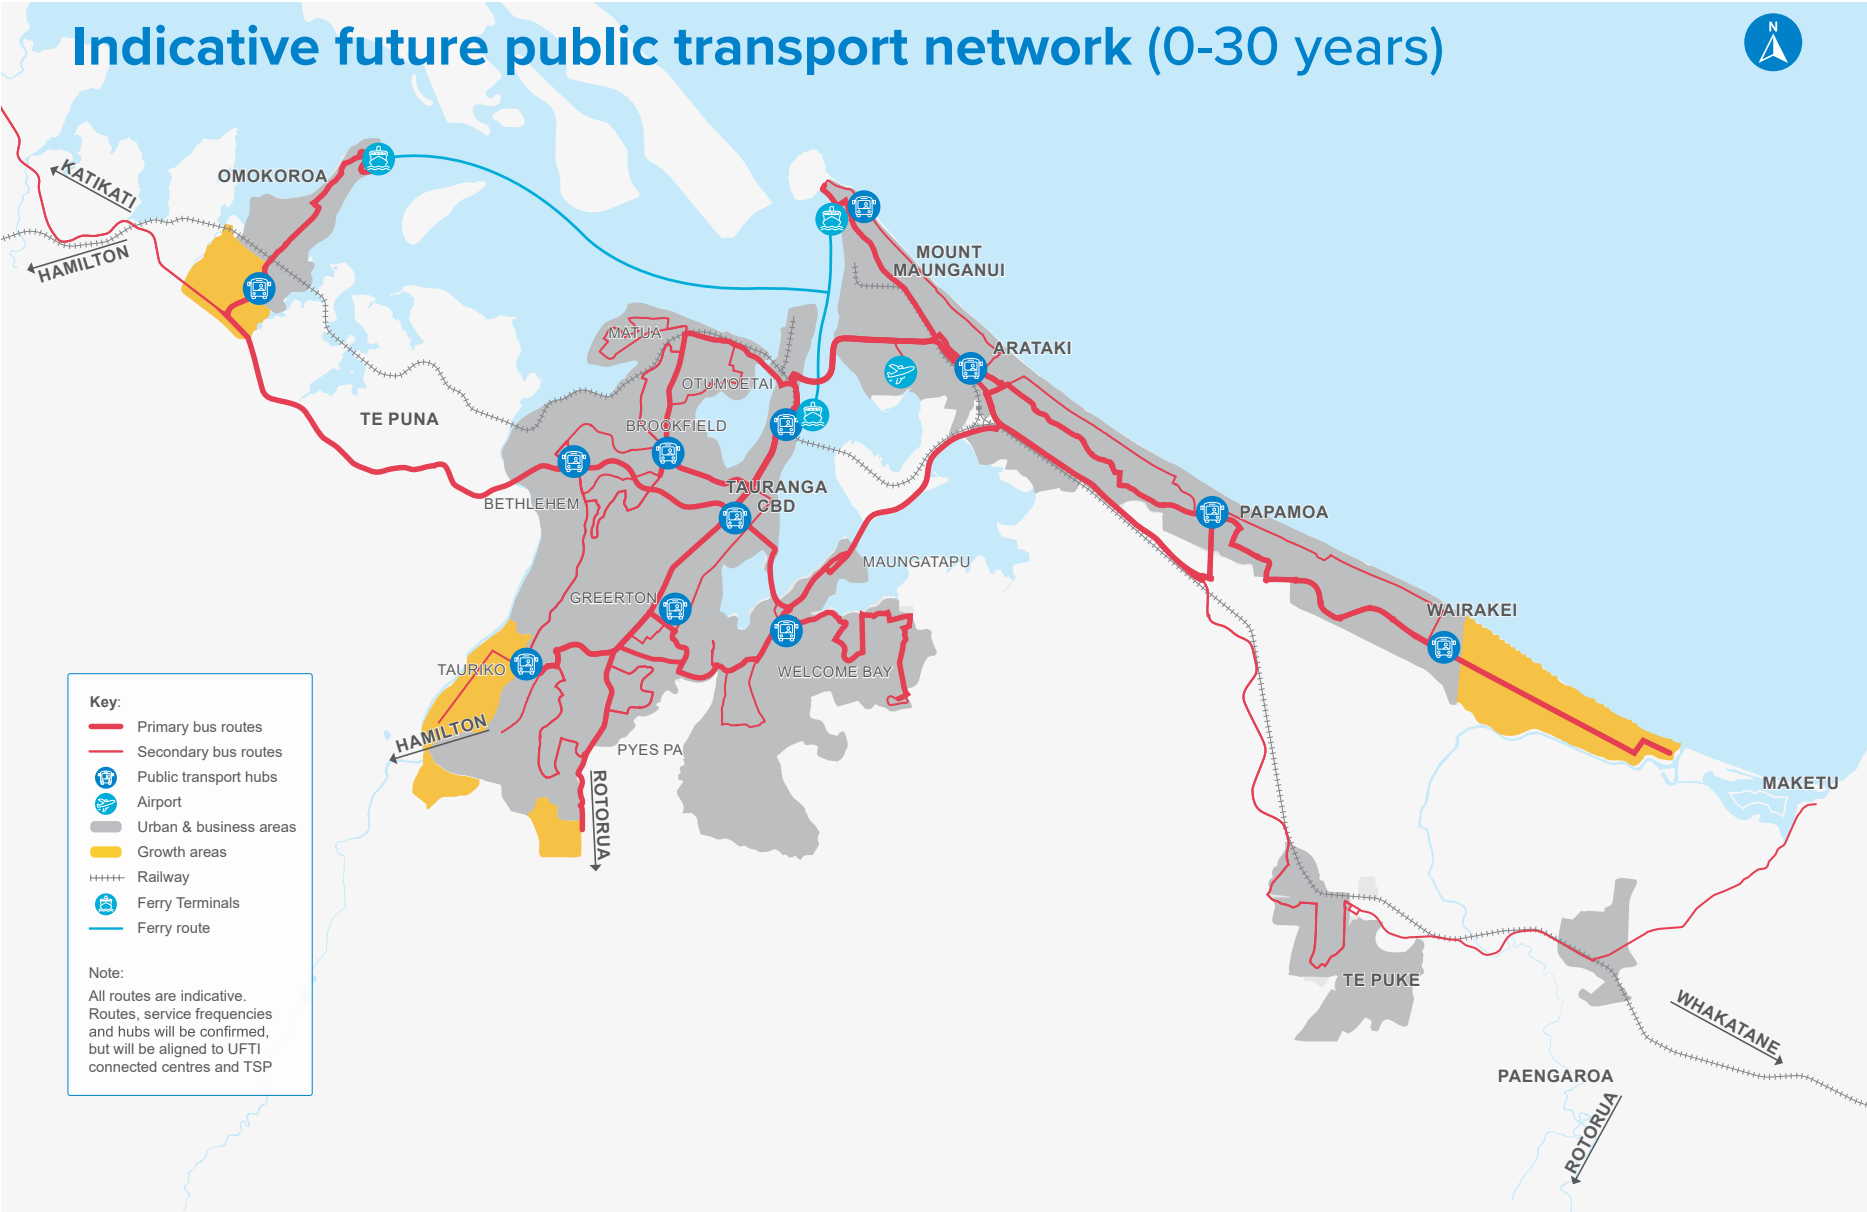 Indicative future public transport network (0-30 years)
N
KATIKATI
OMOKOROA
HAMILTON
MOUNT
MAUNGANUI
MATUA
ARATAKI
OTUMOETAI
TE PUNA
BROOKFIELD
TAURANGA
CBD
BETHLEHEM
PAPAMOA
MAUNGATAPU
GREERTON
WAIRAKEI
TAURIKO
WELCOME BAY
HAMILTON
PYES PA
ROTORUA
MAKETU
TE PUKE
WHAKATANE
PAENGAROA
ROTORUA
Key:
Primary bus routes
Secondary bus routes
Public transport hubs
Airport
Urban & business areas
Growth areas
Railway
Ferry Terminals
Ferry route
Note:
All routes are indicative.
Routes, service frequencies
and hubs will be confirmed,
but will be aligned to UFTI
connected centres and TSP